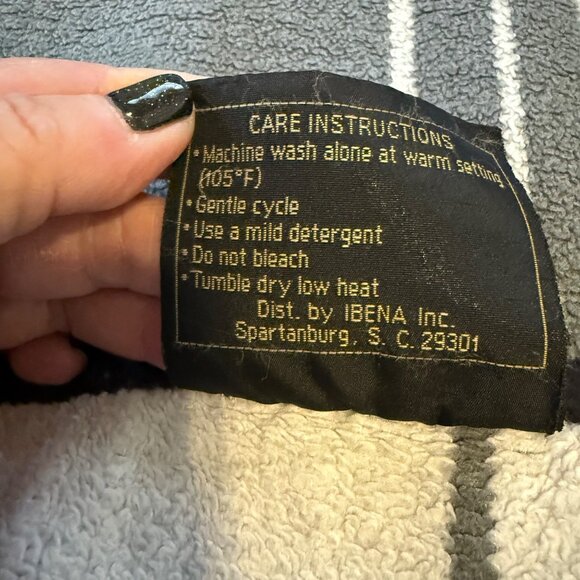 CARE INSTRUCTIONS
• Machine wash alone at warm setting
(105°F)
• Gentle cycle
• Use a mild detergent
• Do not bleach
• Tumble dry low heat
Dist. by IBENA Inc.
Spartanburg, S. C. 29301